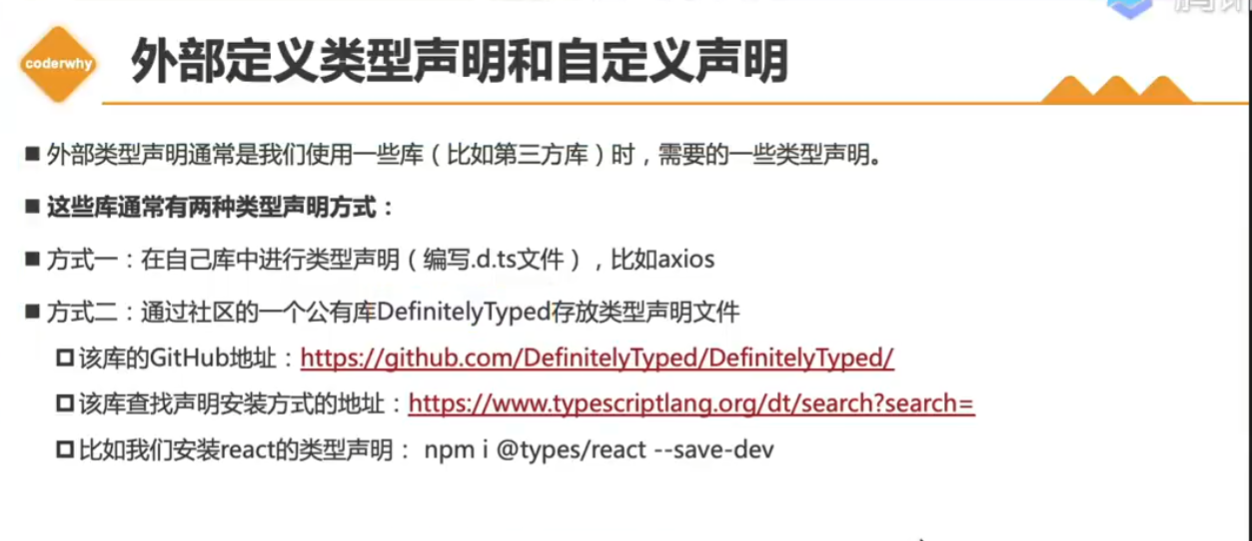 coderwhy
外部定义类型声明和自定义声明
■ 外部类型声明通常是我们使用一些库（比如第三方库）时，需要的一些类型声明。
■ 这些库通常有两种类型声明方式：
■ 方式一：在自己库中进行类型声明（编写.d.ts文件），比如axios
■ 方式二：通过社区的一个公有库DefinitelyTyped存放类型声明文件
该库的GitHub地址：https://github.com/DefinitelyTyped/DefinitelyTyped/
该库查找声明安装方式的地址：https://www.typescriptlang.org/dt/search?search=
比如我们安装react的类型声明： npm i @types/react --save-dev